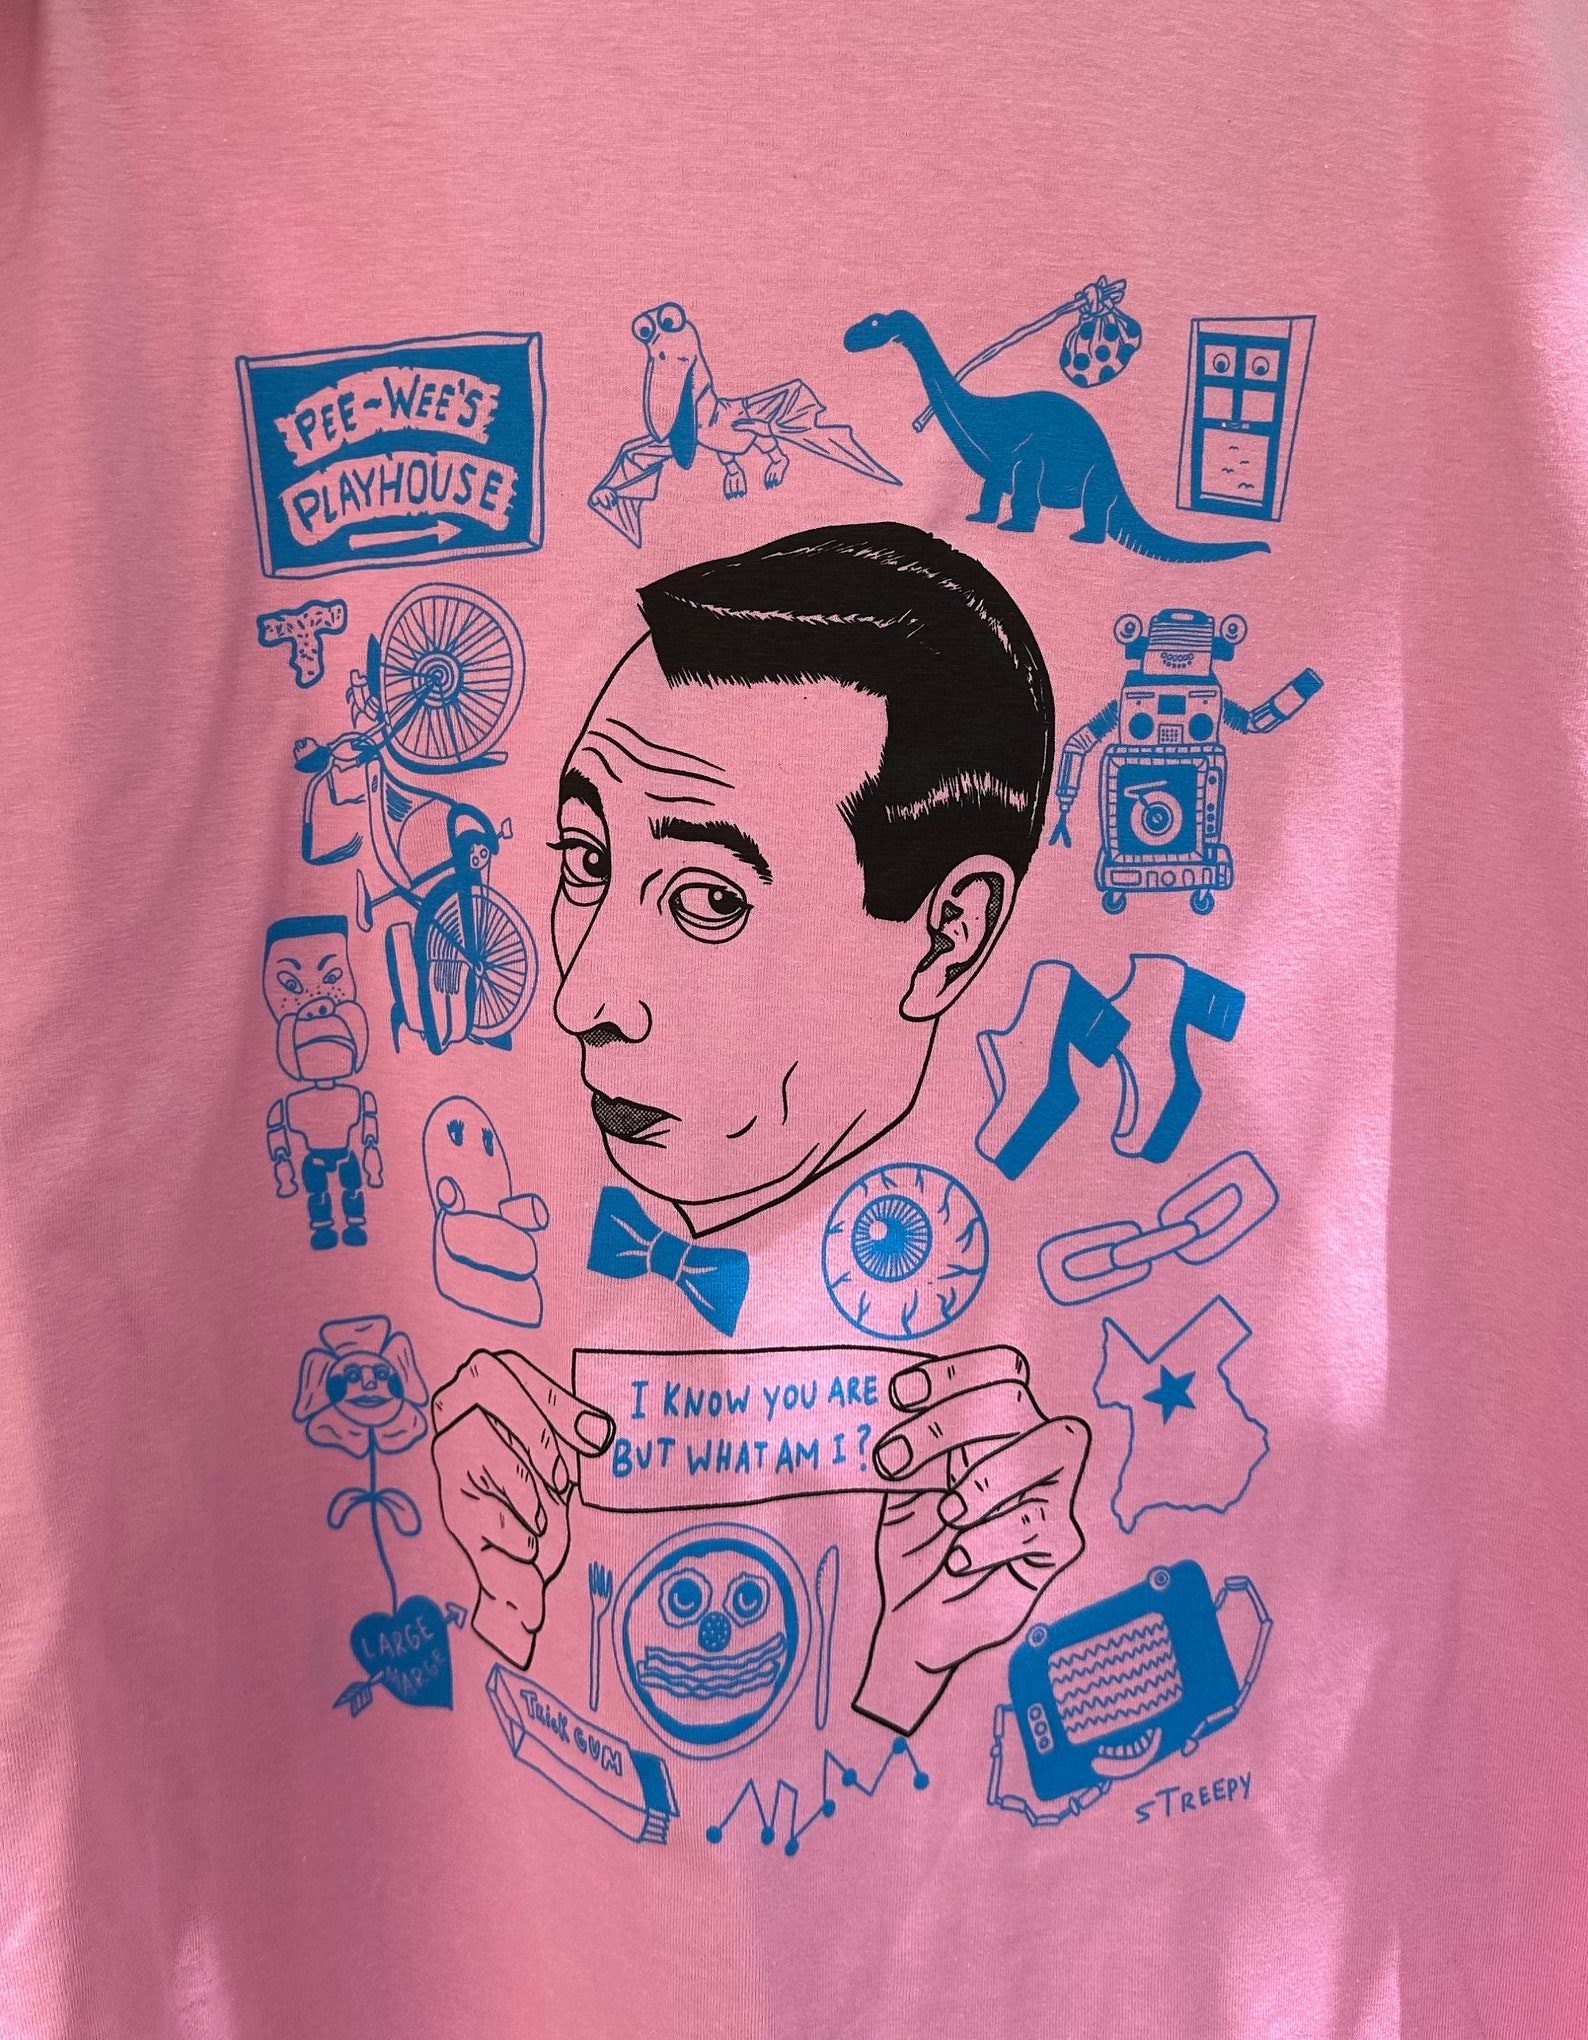 PEE-WEE'S
PLAYHOUSE
I KNOW YOU ARE
BUT WHAT AM I?
LARGE
MARGE
TRICK GUM
STREEPY